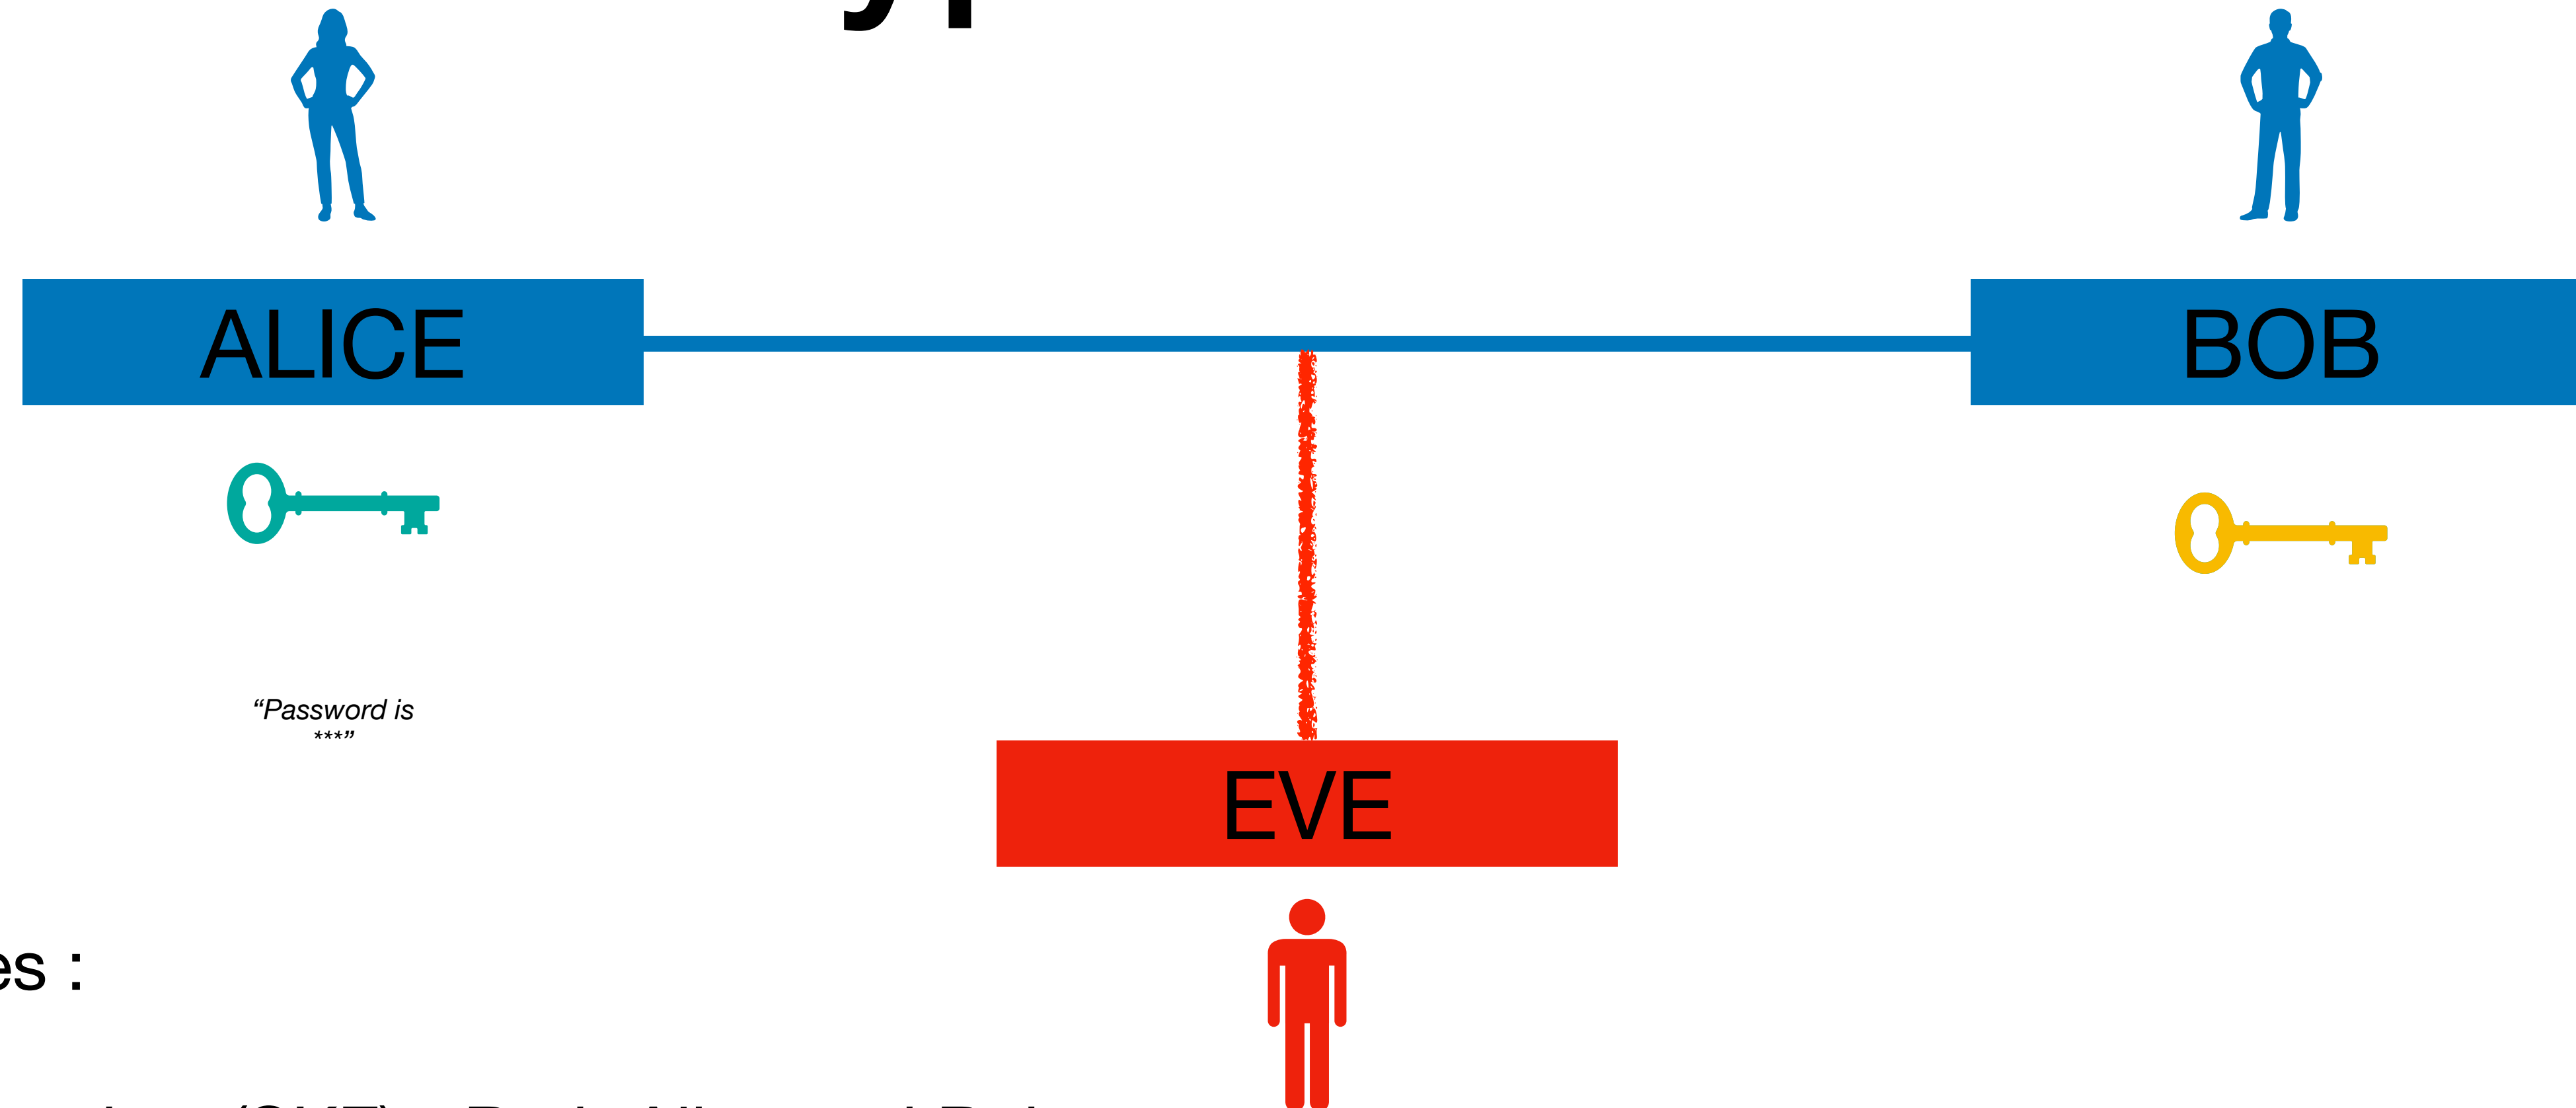 ALICE
BOB
“Password is
***”
EVE
es :